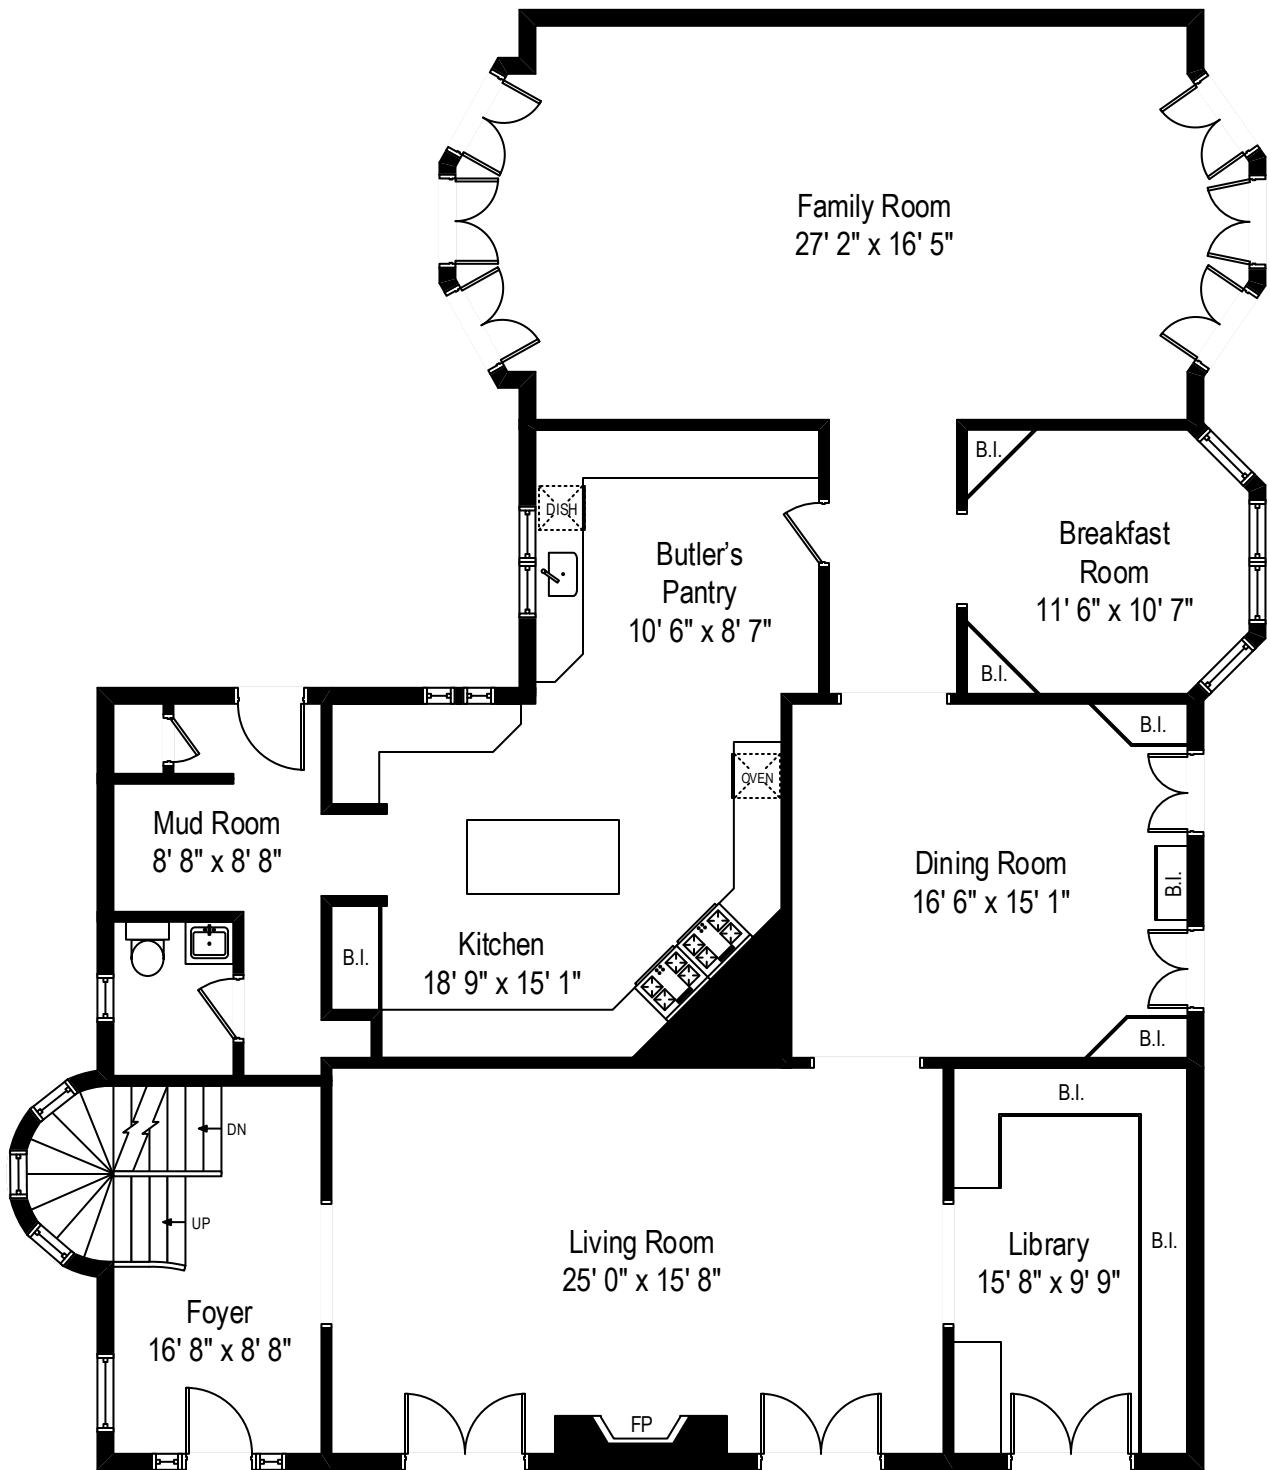 Family Room
27' 2" x 16' 5"
B.I.
DISH
Butler’s
Pantry
10' 6" x 8' 7"
Breakfast
Room
11' 6" x 10' 7"
B.I.
B.I.
OVEN
Mud Room
8' 8" x 8' 8"
Dining Room
16' 6" x 15' 1"
B.I.
Kitchen
18' 9" x 15' 1"
B.I.
B.I.
B.I.
DN
UP
Living Room
25' 0" x 15' 8"
Library
15' 8" x 9' 9"
B.I.
Foyer
16' 8" x 8' 8"
FP